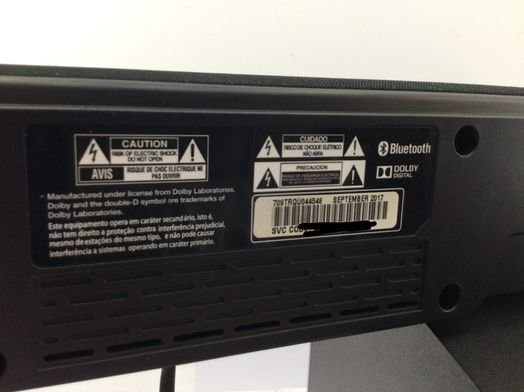 CAUTION
RISK OF ELECTRIC SHOCK
DO NOT OPEN
AVIS
RISQUE DE CHOC ELECTRIQUE NE
PAS OUVRIR
CUIDADO
RISCO DE CHOQUE ELÉTRICO
NÃO ABRA
PRECAUCION
RIESGO DE DESCARGA ELECTRICA
Bluetooth
DOLBY
DIGITAL
Manufactured under license from Dolby Laboratories.
Dolby and the double-D symbol are trademarks of
Dolby Laboratories.
Este equipamento opera em caráter secundário, isto é,
não tem direito a proteção contra interferência prejudicial,
mesmo de estações do mesmo tipo, e não pode causar
interferência a sistemas operando em caráter primário.
709TRQU044548 SEPTEMBER 2017
SVC